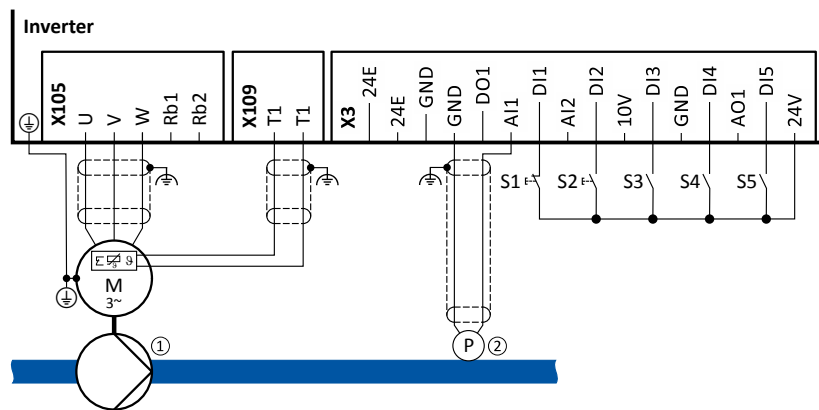 Inverter
X105
U
V
W
Rb1
Rb2
X109
T1
T1
X3
24E
24E
GND
GND
DO1
AI1
DI1
AI2
DI2
10V
DI3
GND
DI4
AO1
DI5
24V
S1
S2
S3
S4
S5
ϑ
M
3~
1
P
2